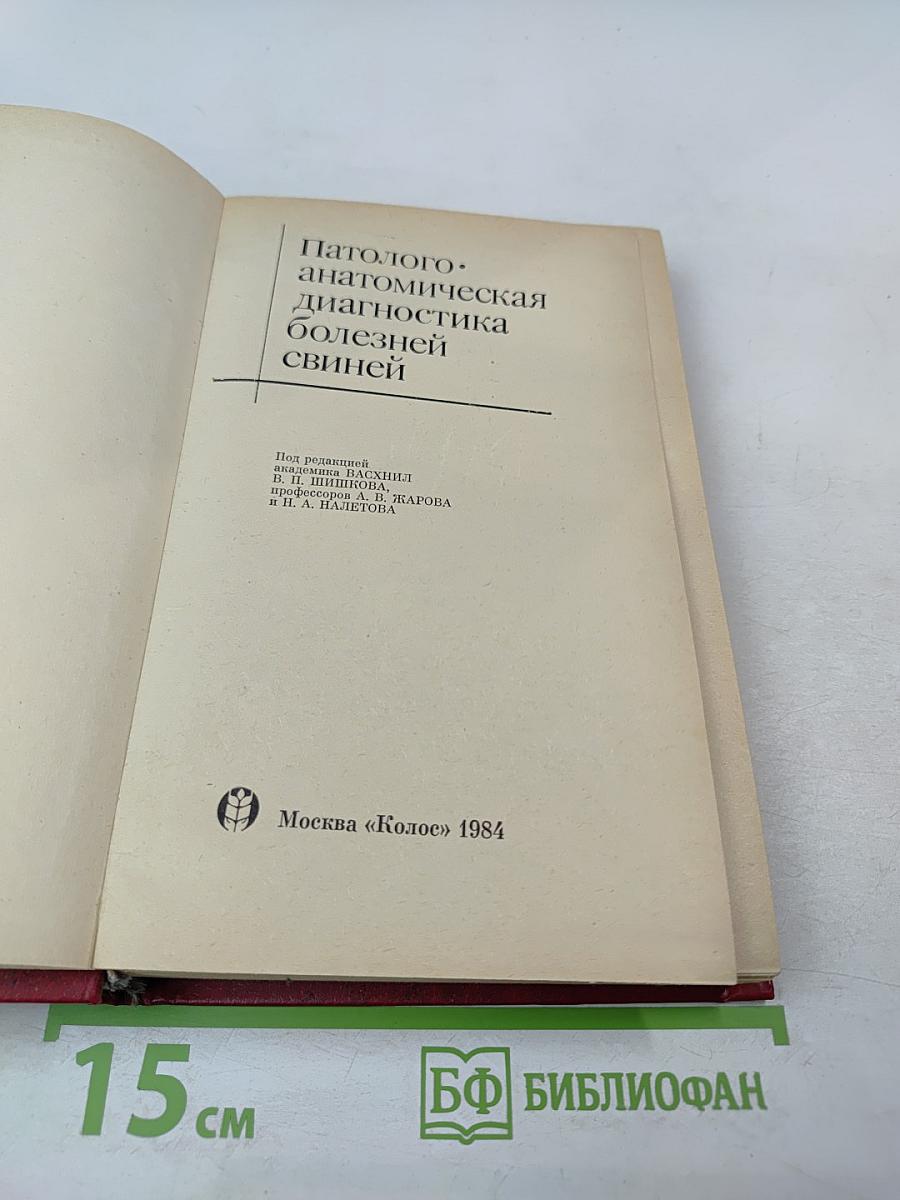 Патолого-
анатомическая
диагностика
болезней
свиней
Под редакцией
академика ВАСХНИЛ
В. П. ШИШКОВА,
профессоров А. В. ЖАРОВА
и Н. А. НАЛЕТОВА
Москва «Колос» 1984
15 см
БФ БИБЛИОФАН